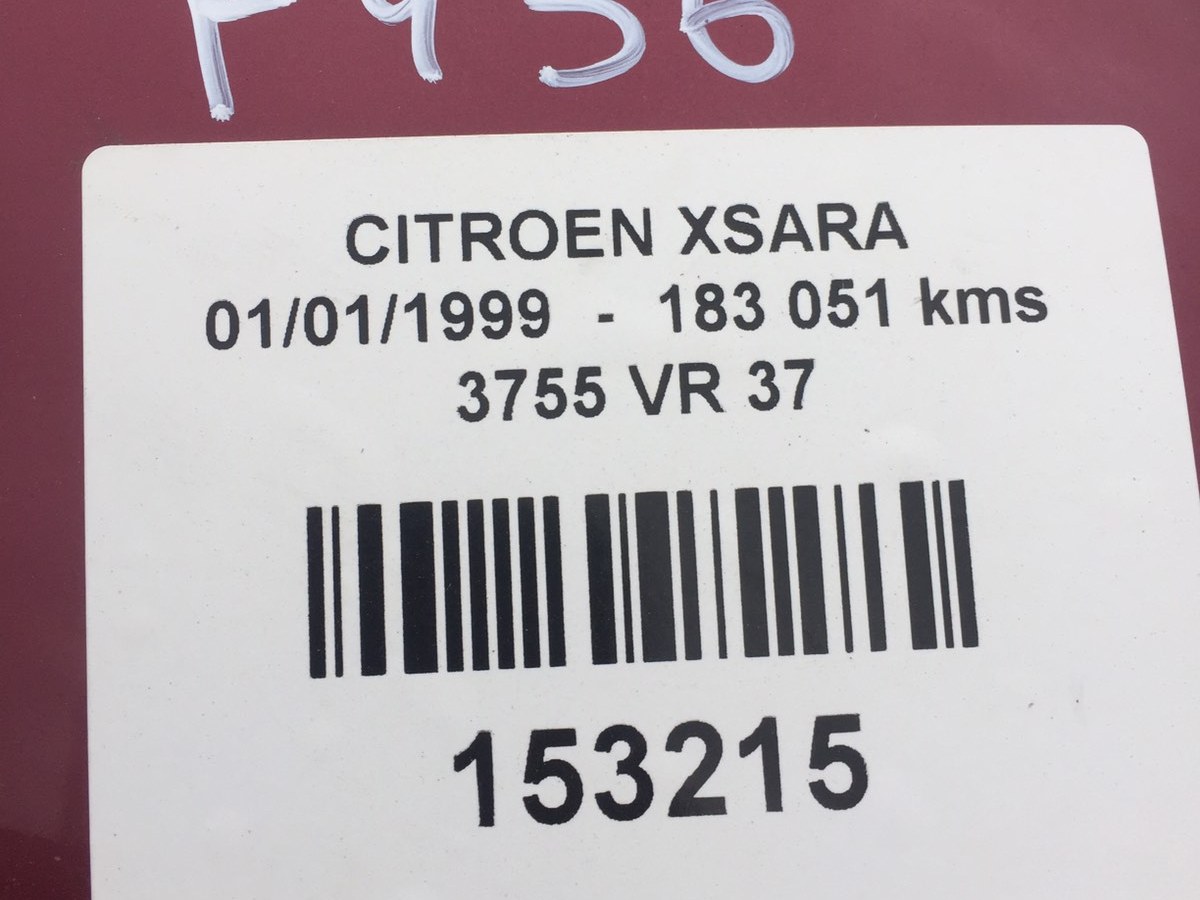 CITROEN XSARA
01/01/1999 - 183 051 kms
3755 VR 37
153215